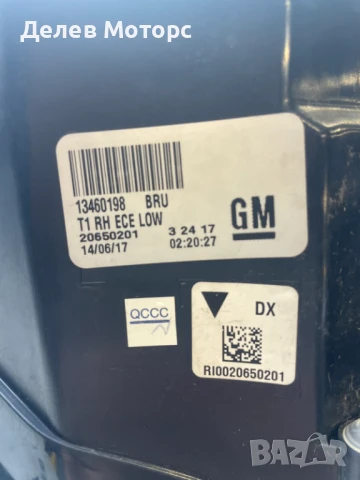 Делев Моторс
13460198 BRU
T1 RH ECE LOW
20650201 3 24 17
14/06/17 02:20:27
GM
QCCC
DX
RI0020650201
BAZAR